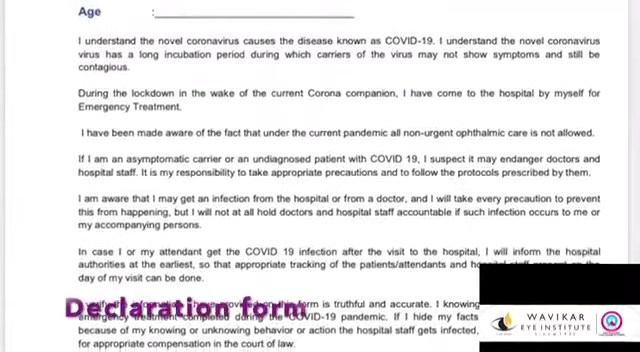 Age :
I understand the novel coronavirus causes the disease known as COVID-19. I understand the novel coronavirus
virus has a long incubation period during which carriers of the virus may not show symptoms and still be
contagious.
During the lockdown in the wake of the current Corona companion, I have come to the hospital by myself for
Emergency Treatment.
I have been made aware of the fact that under the current pandemic all non-urgent ophthalmic care is not allowed.
If I am an asymptomatic carrier or an undiagnosed patient with COVID 19, I suspect it may endanger doctors and
hospital staff. It is my responsibility to take appropriate precautions and to follow the protocols prescribed by them.
I am aware that I may get an infection from the hospital or from a doctor, and I will take every precaution to prevent
this from happening, but I will not at all hold doctors and hospital staff accountable if such infection occurs to me or
my accompanying persons.
In case I or my attendant get the COVID 19 infection after the visit to the hospital, I will inform the hospital
authorities at the earliest, so that appropriate tracking of the patients/attendants and
day of my visit can be done.
form is truthful and accurate. I knowing
COVID-19 pandemic. If I hide my facts
because of my knowing or unknowing behavior or action the hospital staff gets infected,
for appropriate compensation in the court of law.
Declaration form
WAVIKAR
EYE INSTITUTE